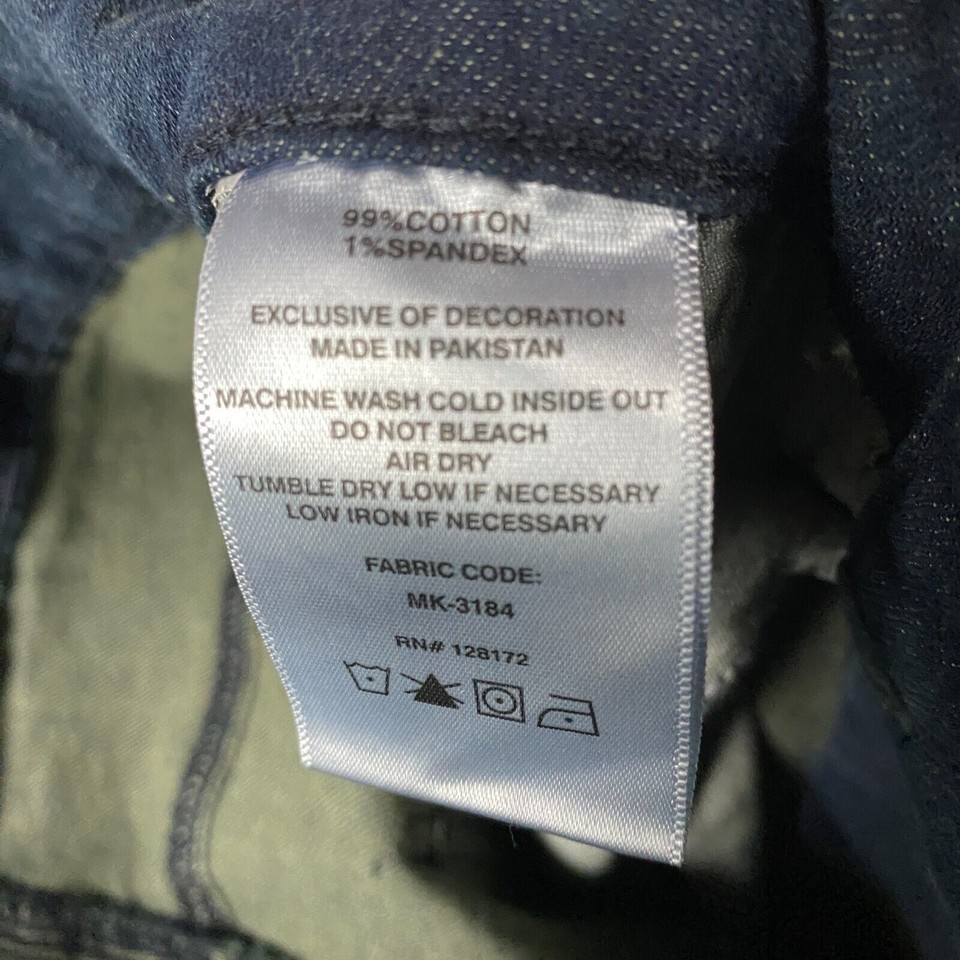 99%COTTON
1%SPANDEX
EXCLUSIVE OF DECORATION
MADE IN PAKISTAN
MACHINE WASH COLD INSIDE OUT
DO NOT BLEACH
AIR DRY
TUMBLE DRY LOW IF NECESSARY
LOW IRON IF NECESSARY
FABRIC CODE:
MK-3184
RN# 128172